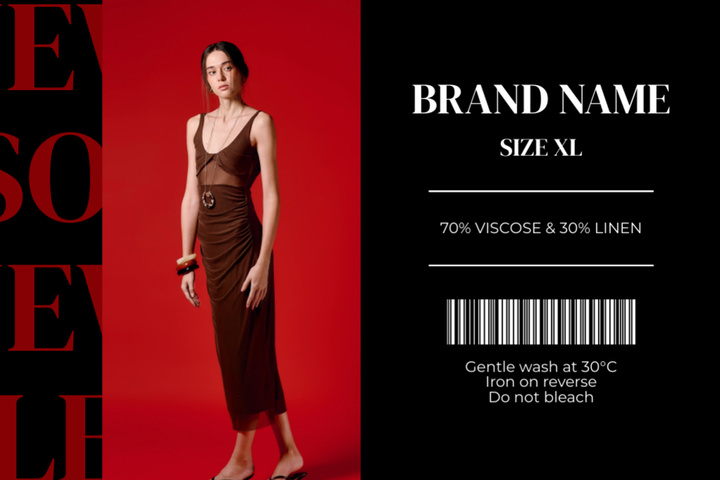 BRAND NAME
SIZE XL
70% VISCOSE & 30% LINEN
Gentle wash at 30°C
Iron on reverse
Do not bleach